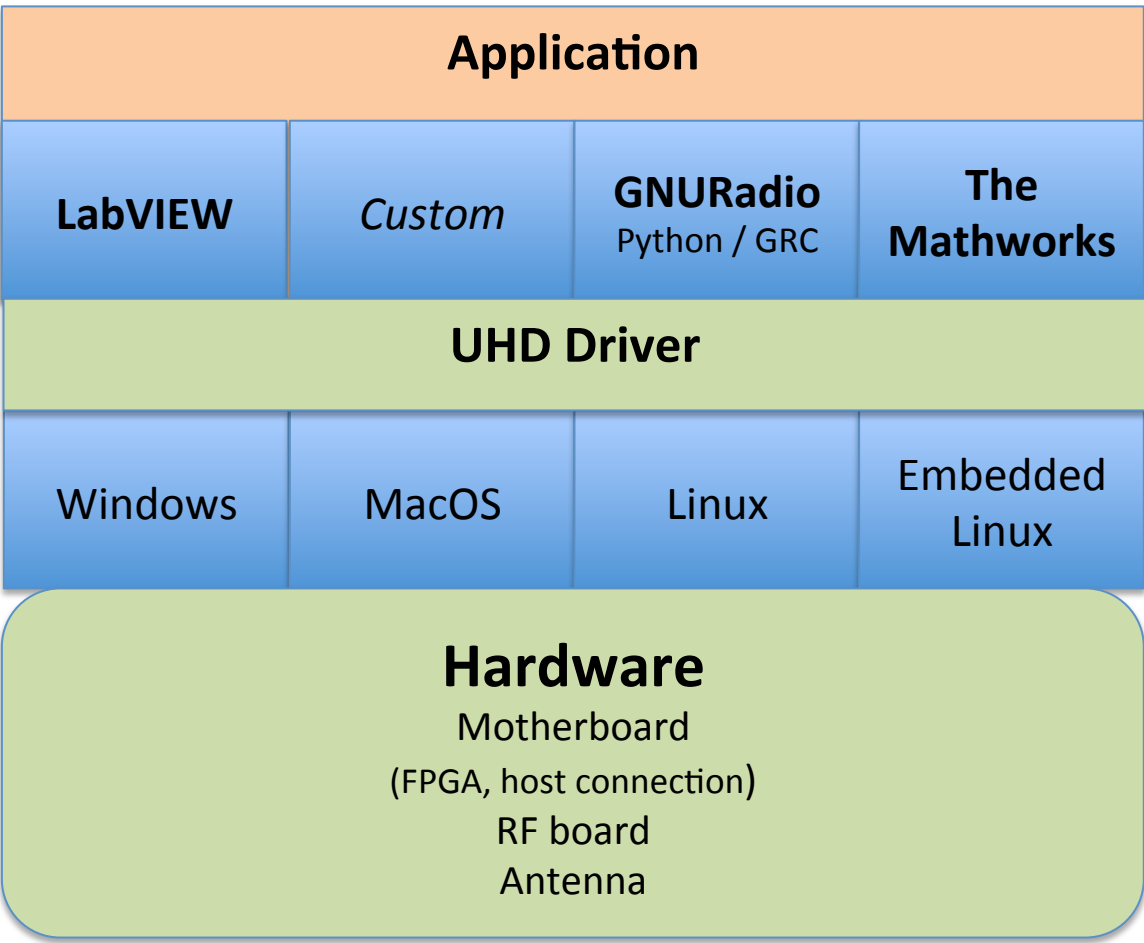 Application
LabVIEW
Custom
GNURadio
Python / GRC
The
Mathworks
UHD Driver
Windows
MacOS
Linux
Embedded
Linux
Hardware
Motherboard
(FPGA, host connection)
RF board
Antenna